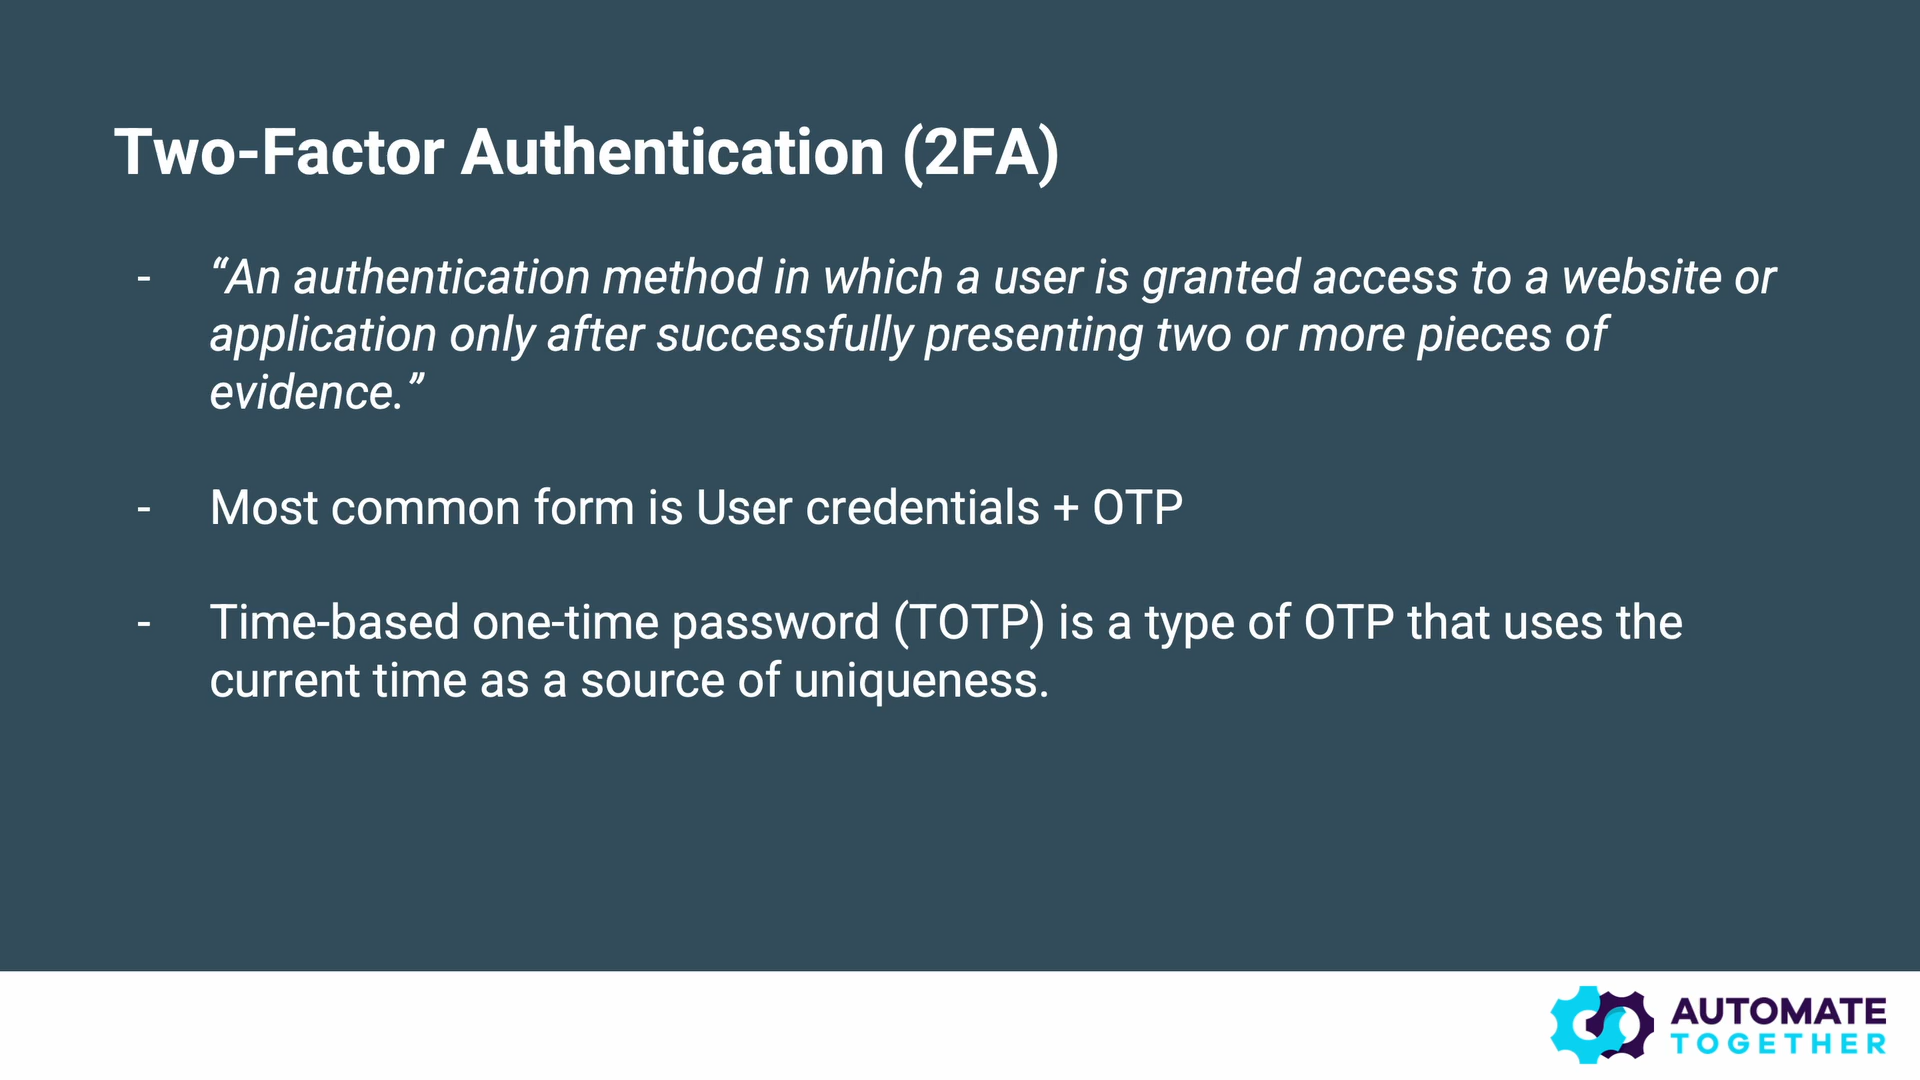 Two-Factor Authentication (2FA)
- “An authentication method in which a user is granted access to a website or
application only after successfully presenting two or more pieces of
evidence.”
- Most common form is User credentials + OTP
- Time-based one-time password (TOTP) is a type of OTP that uses the
current time as a source of uniqueness.
AUTOMATE
TOGETHER